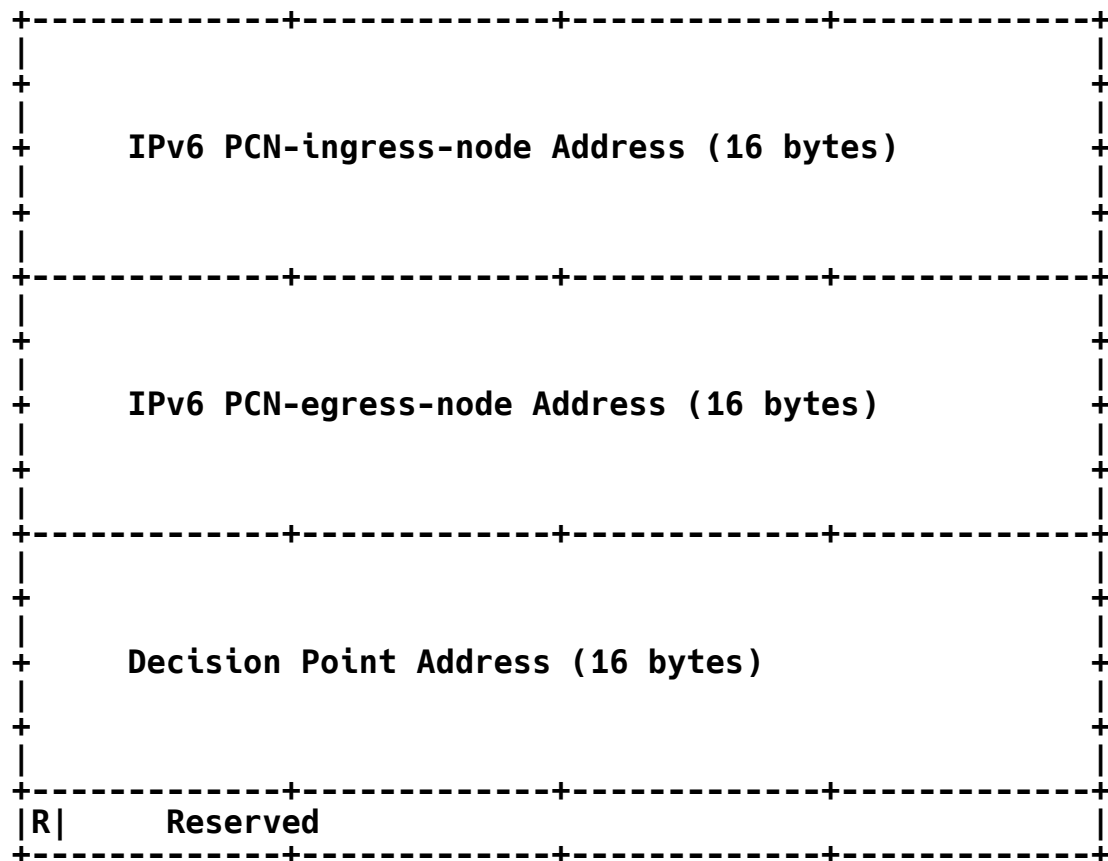 IPv6 PCN-ingress-node Address (16 bytes)
IPv6 PCN-egress-node Address (16 bytes)
Decision Point Address (16 bytes)
|R| Reserved |